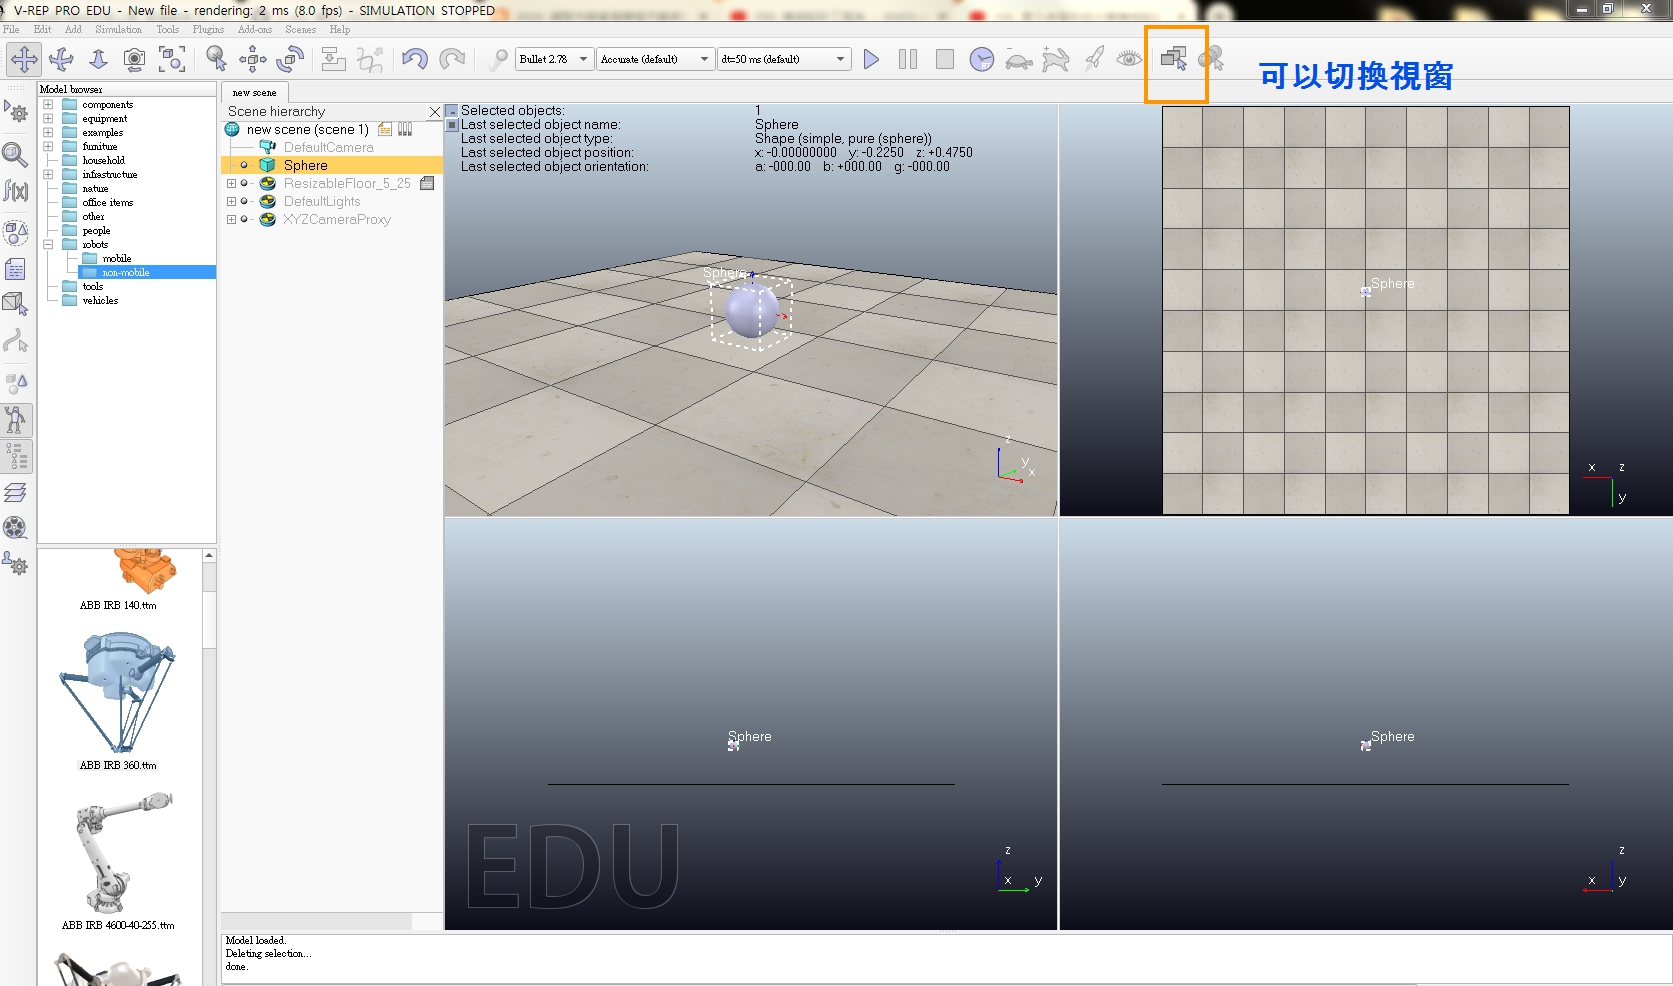 V-REP PRO EDU - New file - rendering: 2 ms (8.0 fps) - SIMULATION STOPPED
File Edit Add Simulation Tools Plugins Add-ons Scenes Help
Bullet 2.78 Accurate (default) dt=50 ms (default)
可以切換視窗
Model browser
components
equipment
examples
furniture
household
infrastructure
nature
office items
other
people
robots
mobile
non-mobile
tools
vehicles
ABB IRB 140.ttm
ABB IRB 360.ttm
ABB IRB 4600-40-255.ttm
new scene
Scene hierarchy
new scene (scene 1)
DefaultCamera
Sphere
ResizableFloor_5_25
DefaultLights
XYZCameraProxy
Selected objects: 1
Last selected object name: Sphere
Last selected object type: Shape (simple, pure (sphere))
Last selected object position: x: -0.00000000 y: -0.2250 z: +0.4750
Last selected object orientation: a: -000.00 b: +000.00 g: -000.00
Sphere
z
y
x
Sphere
x z
y
Sphere
z
x y
EDU
Sphere
z
x y
Model loaded.
Deleting selection...
done.